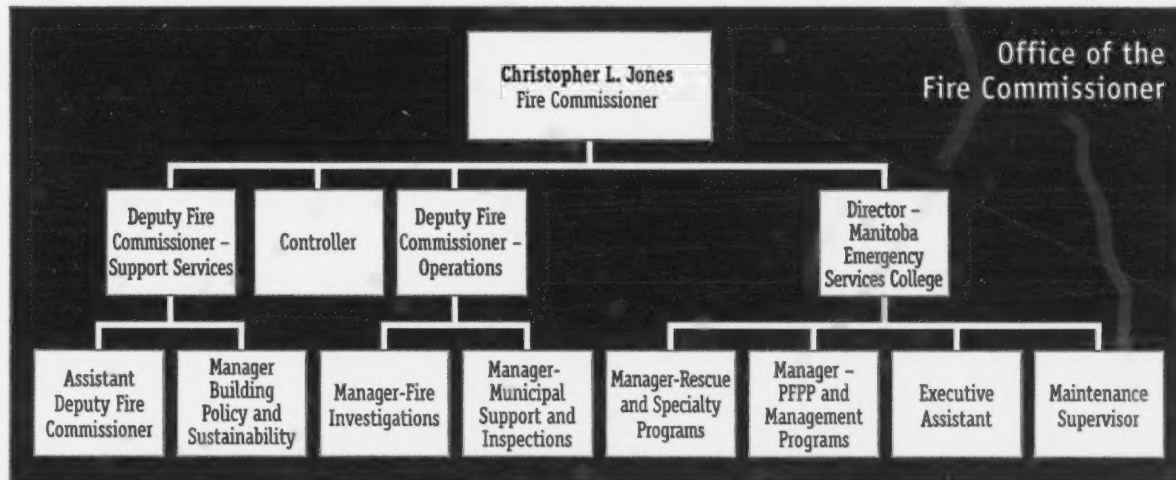 Office of the
Fire Commissioner
Christopher L. Jones
Fire Commissioner
Deputy Fire
Commissioner –
Support Services
Controller
Deputy Fire
Commissioner –
Operations
Director –
Manitoba
Emergency
Services College
Assistant
Deputy Fire
Commissioner
Manager
Building
Policy and
Sustainability
Manager-Fire
Investigations
Manager-
Municipal
Support and
Inspections
Manager-Rescue
and Specialty
Programs
Manager –
PFPP and
Management
Programs
Executive
Assistant
Maintenance
Supervisor